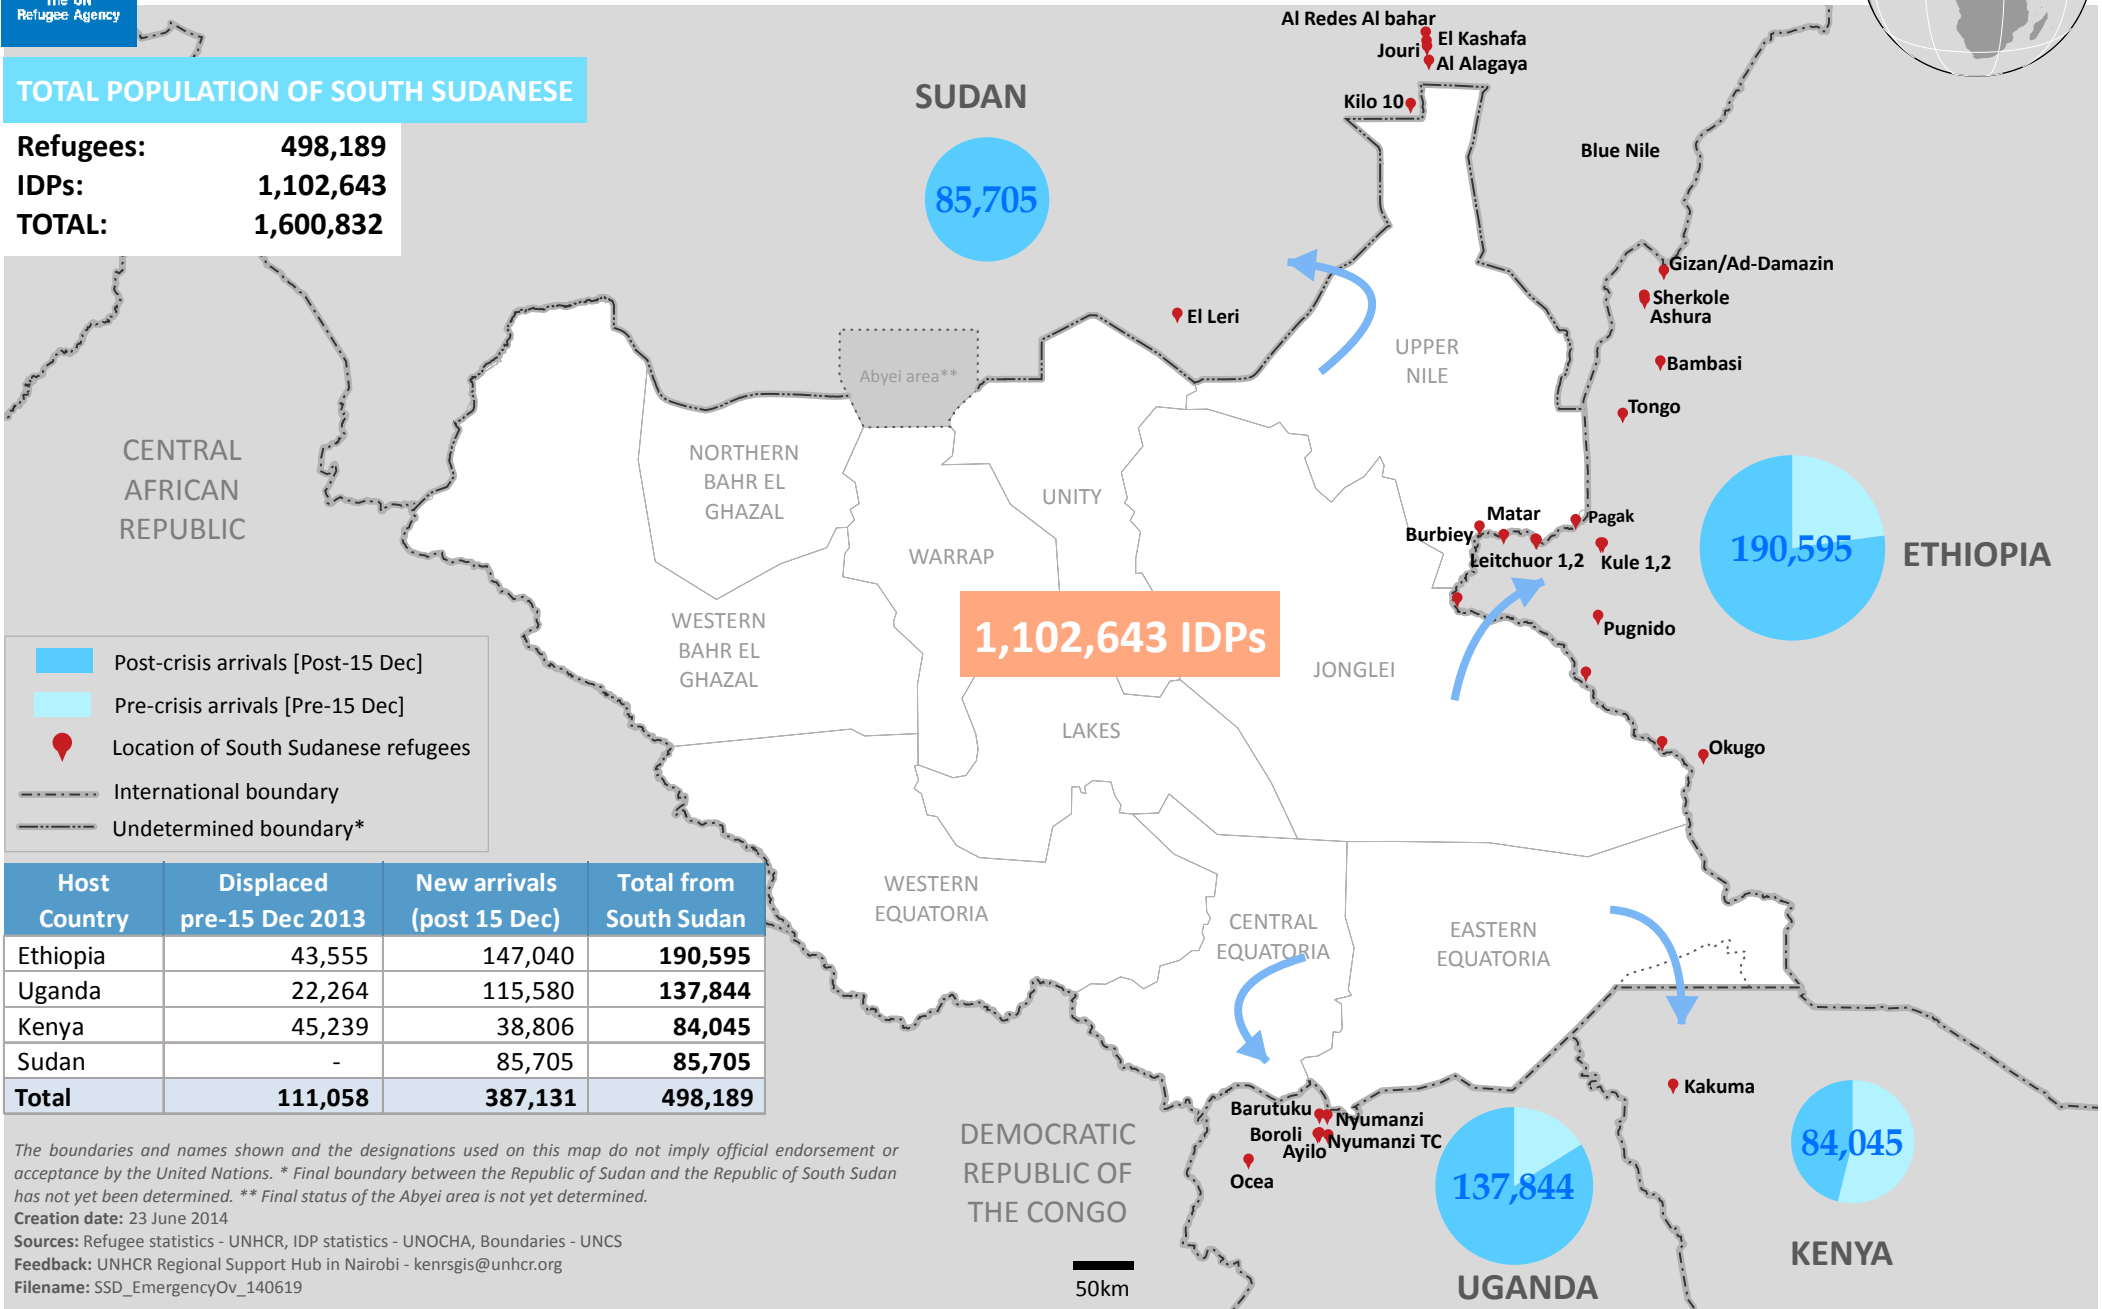 The UN
Refugee Agency
TOTAL POPULATION OF SOUTH SUDANESE
Refugees: 498,189
IDPs: 1,102,643
TOTAL: 1,600,832
SUDAN
85,705
Al Redes Al bahar
El Kashafa
Jouri
Al Alagaya
Kilo 10
Blue Nile
Gizan/Ad-Damazin
Sherkole
Ashura
El Leri
Bambasi
Tongo
UPPER
NILE
Abyei area**
CENTRAL
AFRICAN
REPUBLIC
NORTHERN
BAHR EL
GHAZAL
UNITY
WARRAP
Matar
Burbiey
Pagak
Leitchuor 1,2
Kule 1,2
190,595
ETHIOPIA
WESTERN
BAHR EL
GHAZAL
1,102,643 IDPs
JONGLEI
Pugnido
LAKES
Okugo
Post-crisis arrivals [Post-15 Dec]
Pre-crisis arrivals [Pre-15 Dec]
Location of South Sudanese refugees
International boundary
Undetermined boundary*
WESTERN
EQUATORIA
CENTRAL
EQUATORIA
EASTERN
EQUATORIA
Host Country | Displaced pre-15 Dec 2013 | New arrivals (post 15 Dec) | Total from South Sudan
Ethiopia 43,555 147,040 190,595
Uganda 22,264 115,580 137,844
Kenya 45,239 38,806 84,045
Sudan - 85,705 85,705
Total 111,058 387,131 498,189
Kakuma
Barutuku
Nyumanzi
Boroli
Nyumanzi TC
Ayilo
Ocea
DEMOCRATIC
REPUBLIC OF
THE CONGO
137,844
UGANDA
84,045
KENYA
50km
The boundaries and names shown and the designations used on this map do not imply official endorsement or
acceptance by the United Nations. * Final boundary between the Republic of Sudan and the Republic of South Sudan
has not yet been determined. ** Final status of the Abyei area is not yet determined.
Creation date: 23 June 2014
Sources: Refugee statistics - UNHCR, IDP statistics - UNOCHA, Boundaries - UNCS
Feedback: UNHCR Regional Support Hub in Nairobi - kenrsgis@unhcr.org
Filename: SSD_EmergencyOv_140619